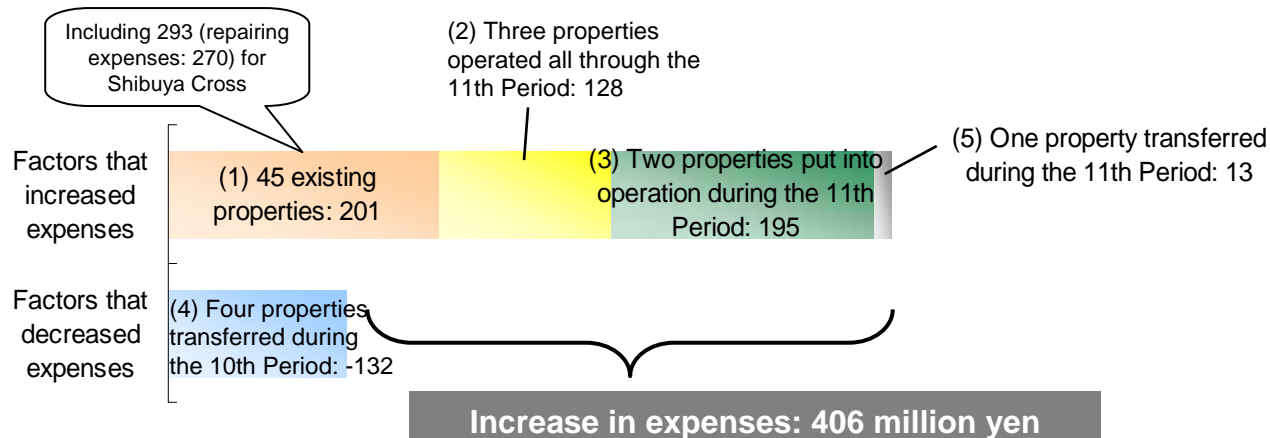 Including 293 (repairing
expenses: 270) for
Shibuya Cross
(2) Three properties
operated all through the
11th Period: 128
(5) One property transferred
during the 11th Period: 13
Factors that
increased
expenses
(1) 45 existing
properties: 201
(3) Two properties put into
operation during the 11th
Period: 195
Factors that
decreased
expenses
(4) Four properties
transferred during
the 10th Period: -132
Increase in expenses: 406 million yen